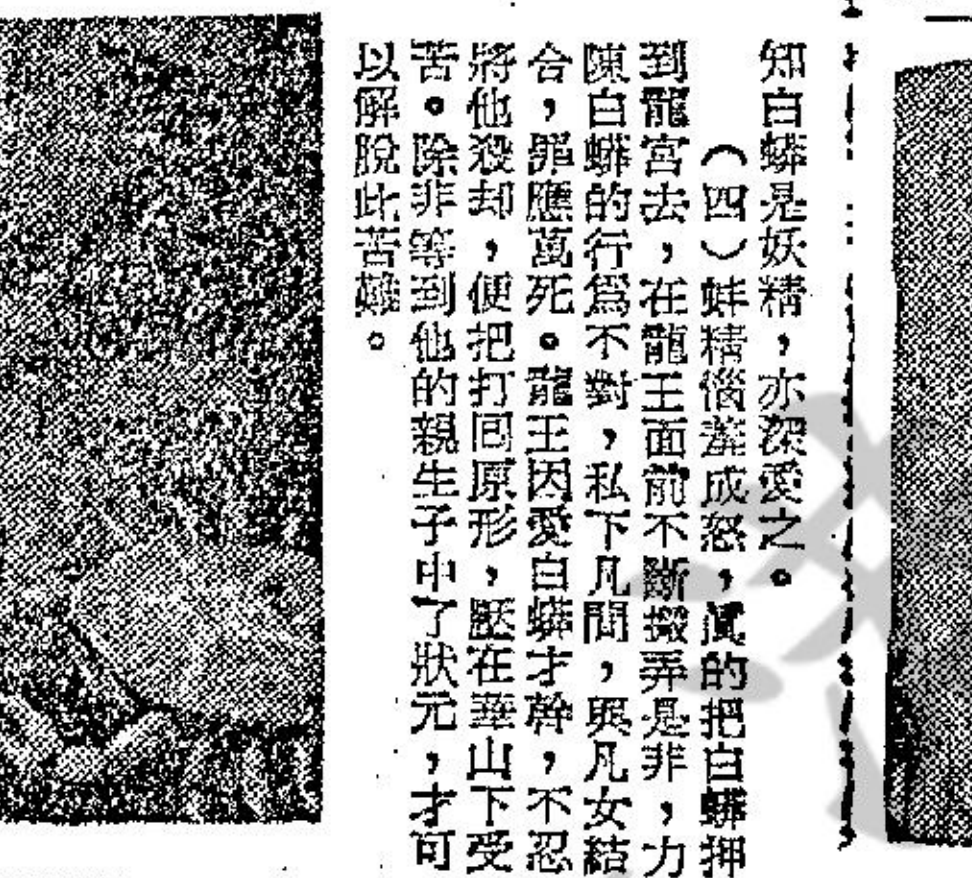 知白蟒是妖精，亦深愛之。
（四）蚌精惱羞成怒，眞的把白蟒押
到龍宮去，在龍王面前不斷搬弄是非，力
陳白蟒的行爲不對，私下凡間，與凡女結
合，罪應萬死。龍王因愛白蟒才幹，不忍
將他殺却，便把打回原形，壓在華山下受
苦。除非等到他的親生子中了狀元，才可
以解脫此苦難。